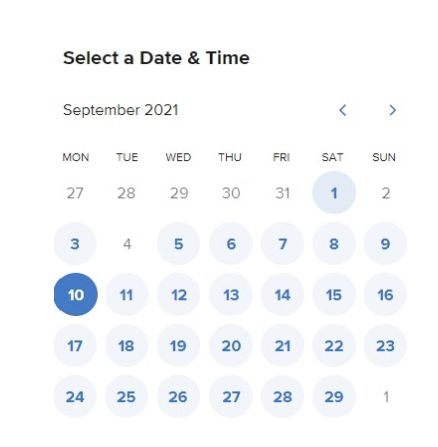 Select a Date & Time
September 2021
MON TUE WED THU FRI SAT SUN
27 28 29 30 31 1 2
3 4 5 6 7 8 9
10 11 12 13 14 15 16
17 18 19 20 21 22 23
24 25 26 27 28 29 1